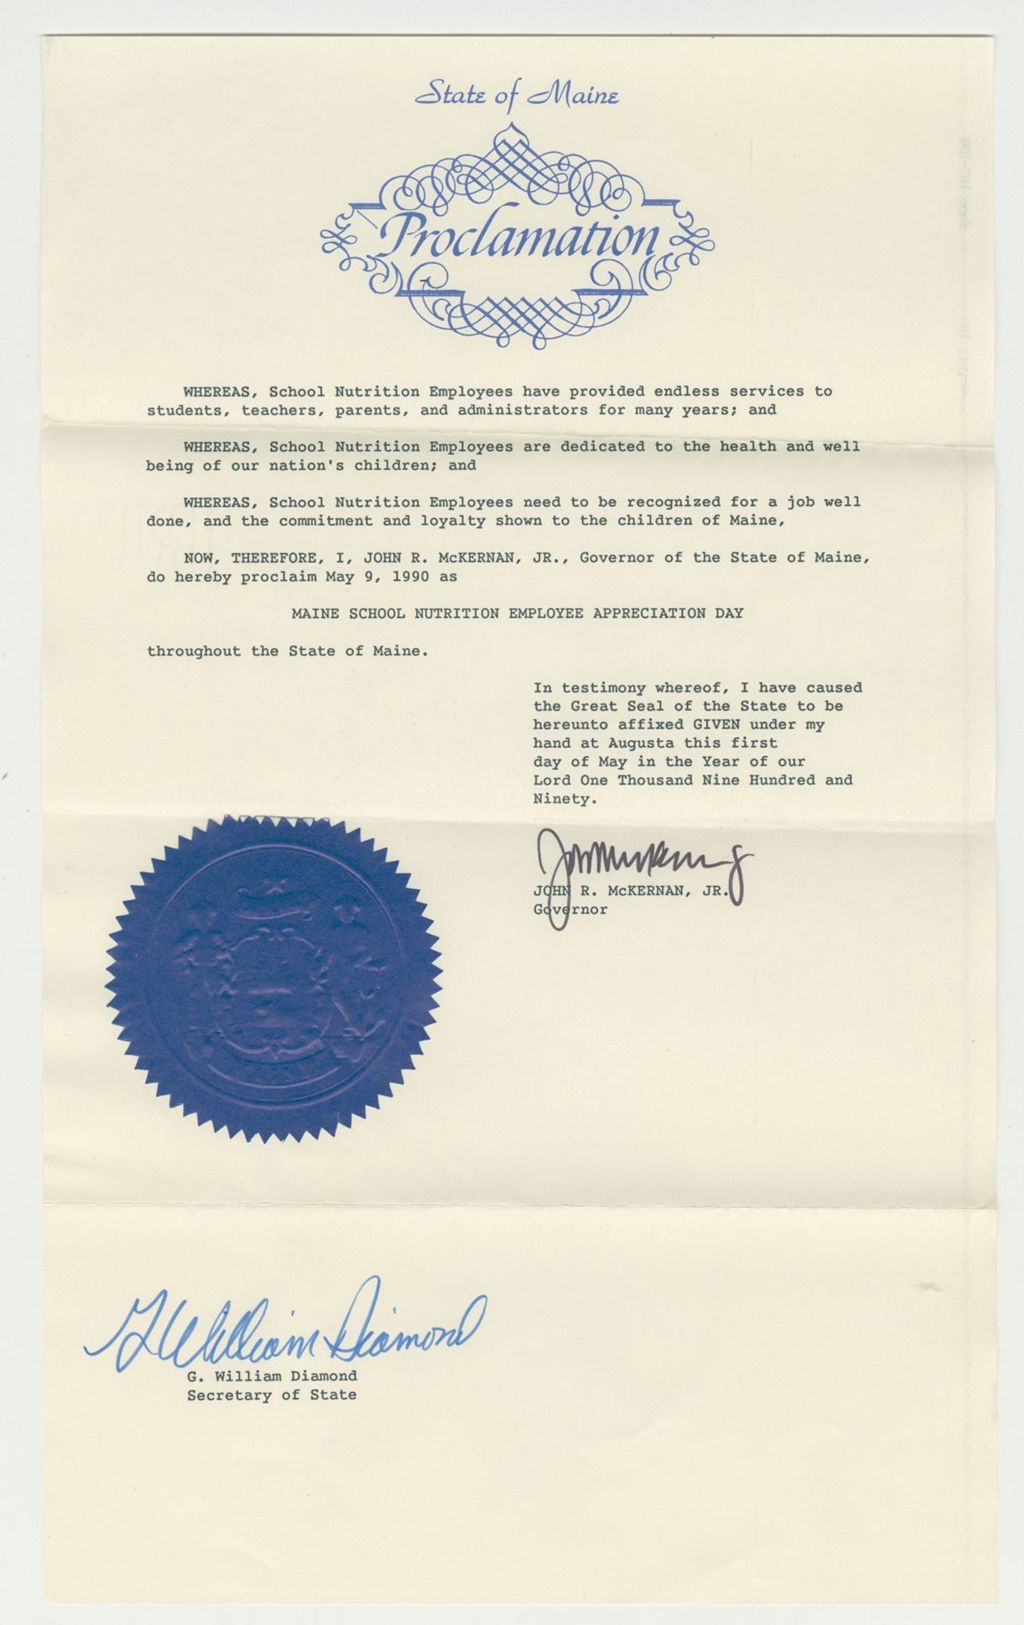 State of Maine
Proclamation
WHEREAS, School Nutrition Employees have provided endless services to
students, teachers, parents, and administrators for many years; and
WHEREAS, School Nutrition Employees are dedicated to the health and well
being of our nation's children; and
WHEREAS, School Nutrition Employees need to be recognized for a job well
done, and the commitment and loyalty shown to the children of Maine,
NOW, THEREFORE, I, JOHN R. McKERNAN, JR., Governor of the State of Maine,
do hereby proclaim May 9, 1990 as
MAINE SCHOOL NUTRITION EMPLOYEE APPRECIATION DAY
throughout the State of Maine.
In testimony whereof, I have caused
the Great Seal of the State to be
hereunto affixed GIVEN under my
hand at Augusta this first
day of May in the Year of our
Lord One Thousand Nine Hundred and
Ninety.
JOHN R. McKERNAN, JR.
Governor
G William Diamond
G. William Diamond
Secretary of State